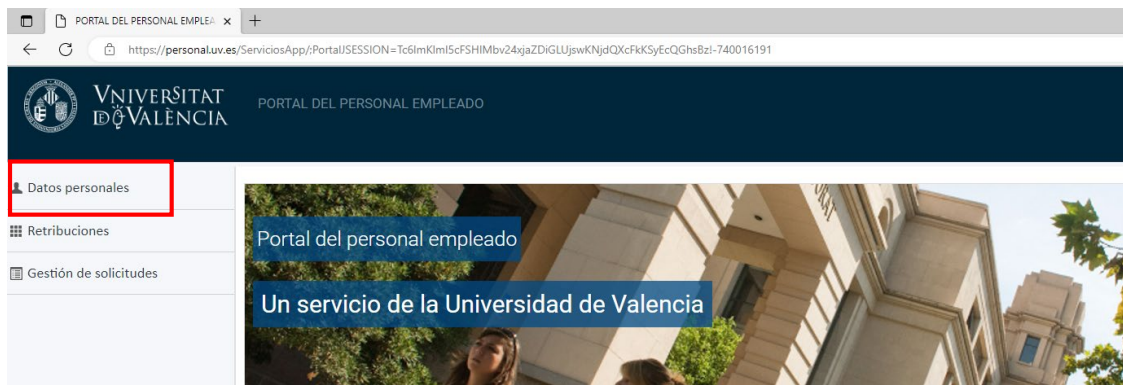 PORTAL DEL PERSONAL EMPLEA
https://personal.uv.es/ServiciosApp/;PortalJSESSION=Tc6lmKlmI5cFSHIMbv24xjaZDiGLUjswKNjdQXcFkKSyEcQGhsBz!-740016191
VNIVERSITAT
DE VALÈNCIA
PORTAL DEL PERSONAL EMPLEADO
Datos personales
Retribuciones
Gestión de solicitudes
Portal del personal empleado
Un servicio de la Universidad de Valencia